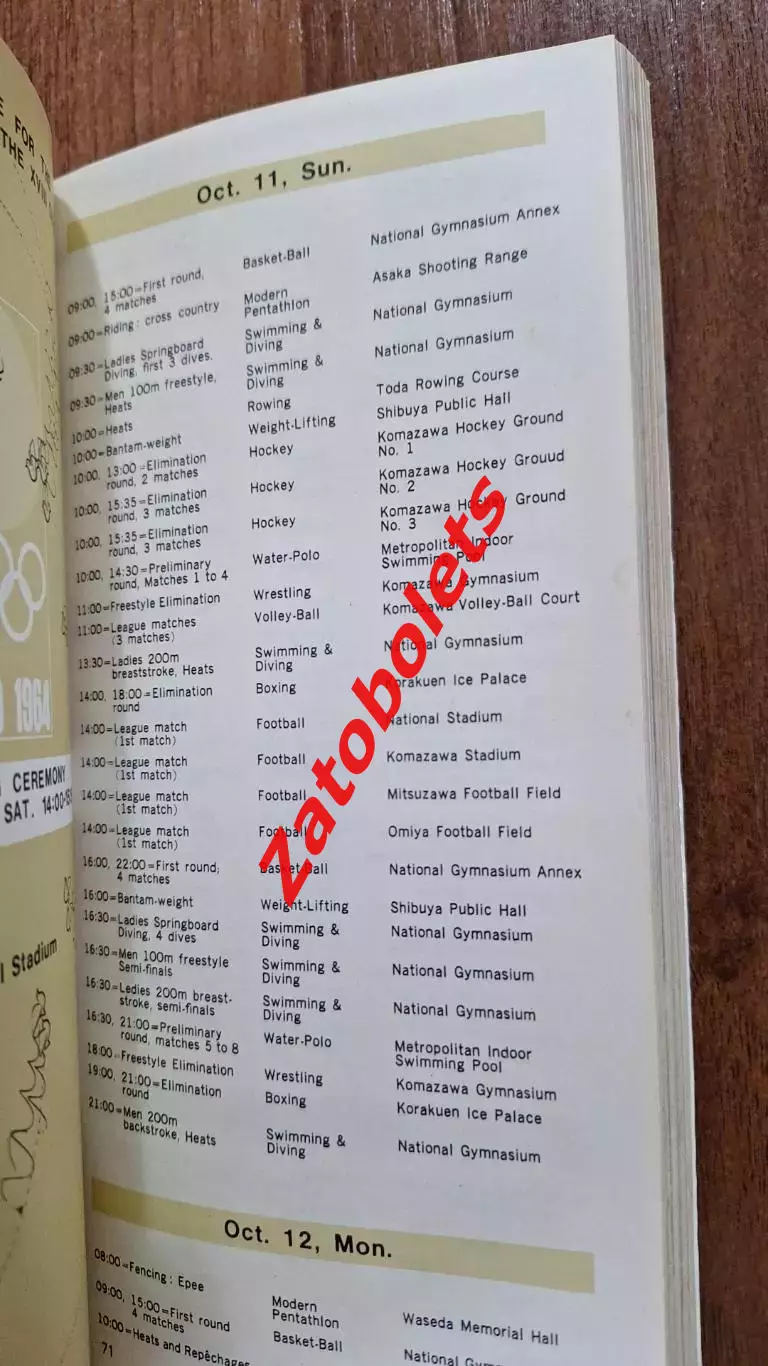 E FOR TH
THE XVIII
1964
CEREMONY
SAT. 14:00-15
l Stadium
Oct. 11, Sun.
09:00, 15:00=First round, 4 matches Basket-Ball National Gymnasium Annex
09:00=Riding: cross country Modern Pentathlon Asaka Shooting Range
09:30=Ladies Springboard Diving, first 3 dives. Swimming & Diving National Gymnasium
09:30=Men 100m freestyle, Heats Swimming & Diving National Gymnasium
10:00=Heats Rowing Toda Rowing Course
10:00=Bantam-weight Weight-Lifting Shibuya Public Hall
10:00, 13:00=Elimination round, 2 matches Hockey Komazawa Hockey Ground No. 1
10:00, 15:35=Elimination round, 3 matches Hockey Komazawa Hockey Grouud No. 2
10:00, 15:35=Elimination round, 3 matches Hockey Komazawa Hockey Ground No. 3
10:00, 14:30=Preliminary round, Matches 1 to 4 Water-Polo Metropolitan Indoor Swimming Pool
11:00=Freestyle Elimination Wrestling Komazawa Gymnasium
11:00=League matches (3 matches) Volley-Ball Komazawa Volley-Ball Court
13:30=Ladies 200m breaststroke, Heats Swimming & Diving National Gymnasium
14:00, 18:00=Elimination round Boxing Korakuen Ice Palace
14:00=League match (1st match) Football National Stadium
14:00=League match (1st match) Football Komazawa Stadium
14:00=League match (1st match) Football Mitsuzawa Football Field
14:00=League match (1st match) Football Omiya Football Field
16:00, 22:00=First round; 4 matches Basket-Ball National Gymnasium Annex
16:00=Bantam-weight Weight-Lifting Shibuya Public Hall
16:30=Ladies Springboard Diving, 4 dives Swimming & Diving National Gymnasium
16:30=Men 100m freestyle Semi-finals Swimming & Diving National Gymnasium
16:30=Ledies 200m breast-stroke, semi-finals Swimming & Diving National Gymnasium
16:30, 21:00=Preliminary round, matches 5 to 8 Water-Polo Metropolitan Indoor Swimming Pool
18:00=Freestyle Elimination Wrestling Komazawa Gymnasium
19:00, 21:00=Elimination round Boxing Korakuen Ice Palace
21:00=Men 200m backstroke, Heats Swimming & Diving National Gymnasium
Oct. 12, Mon.
08:00=Fencing: Epee Modern Pentathlon Waseda Memorial Hall
09:00, 15:00=First round 4 matches Basket-Ball National Gym
10:00=Heats and Repêchages
71
Zatobolets